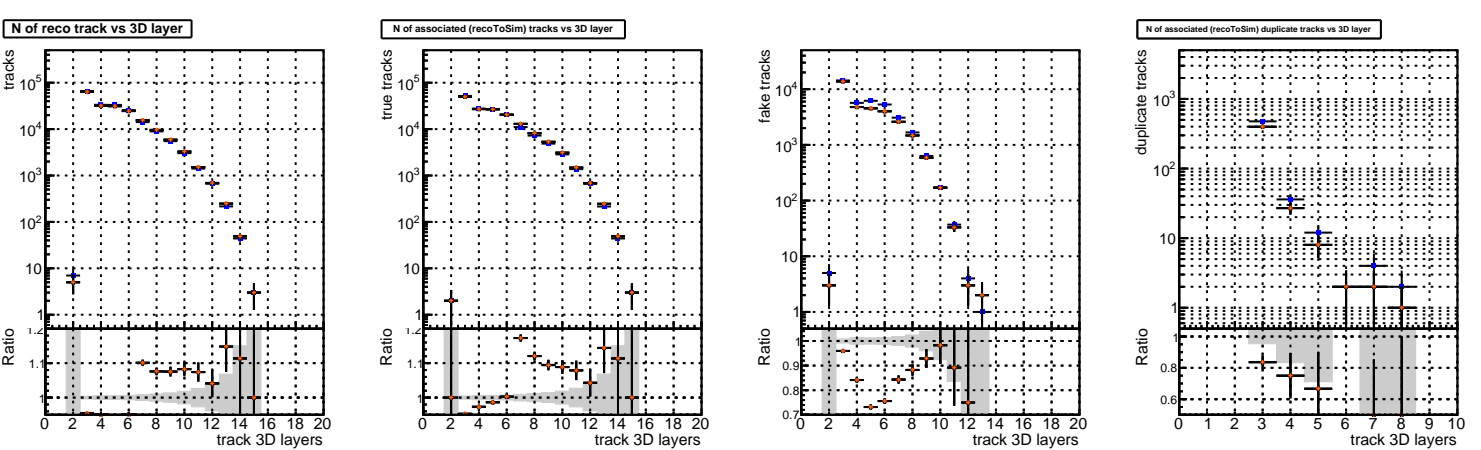 N of reco track vs 3D layer
tracks
10^5
10^4
10^3
10^2
10
1
Ratio
1.2
1.1
1
0 2 4 6 8 10 12 14 16 18 20
track 3D layers
N of associated (recoToSim) tracks vs 3D layer
true tracks
10^5
10^4
10^3
10^2
10
1
Ratio
1.2
1.1
1
0 2 4 6 8 10 12 14 16 18 20
track 3D layers
fake tracks
10^4
10^3
10^2
10
1
Ratio
1
0.9
0.8
0.7
0 2 4 6 8 10 12 14 16 18 20
track 3D layers
N of associated (recoToSim) duplicate tracks vs 3D layer
duplicate tracks
10^3
10^2
10
1
Ratio
1
0.8
0.6
0 1 2 3 4 5 6 7 8 9 10
track 3D layers